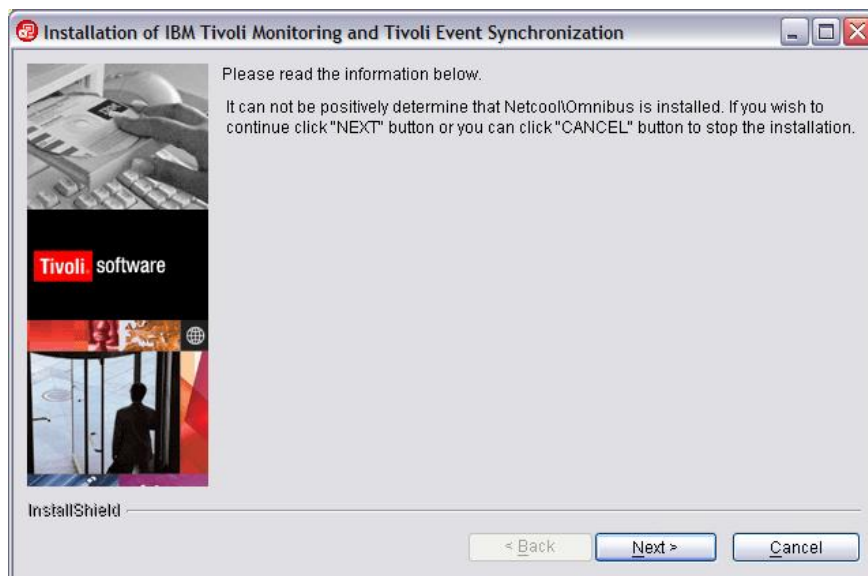 Installation of IBM Tivoli Monitoring and Tivoli Event Synchronization
Please read the information below.
It can not be positively determine that Netcool\Omnibus is installed. If you wish to
continue click "NEXT" button or you can click "CANCEL" button to stop the installation.
Tivoli. software
InstallShield
< Back
Next >
Cancel